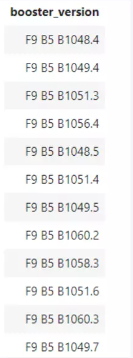 booster_version
F9 B5 B1048.4
F9 B5 B1049.4
F9 B5 B1051.3
F9 B5 B1056.4
F9 B5 B1048.5
F9 B5 B1051.4
F9 B5 B1049.5
F9 B5 B1060.2
F9 B5 B1058.3
F9 B5 B1051.6
F9 B5 B1060.3
F9 B5 B1049.7